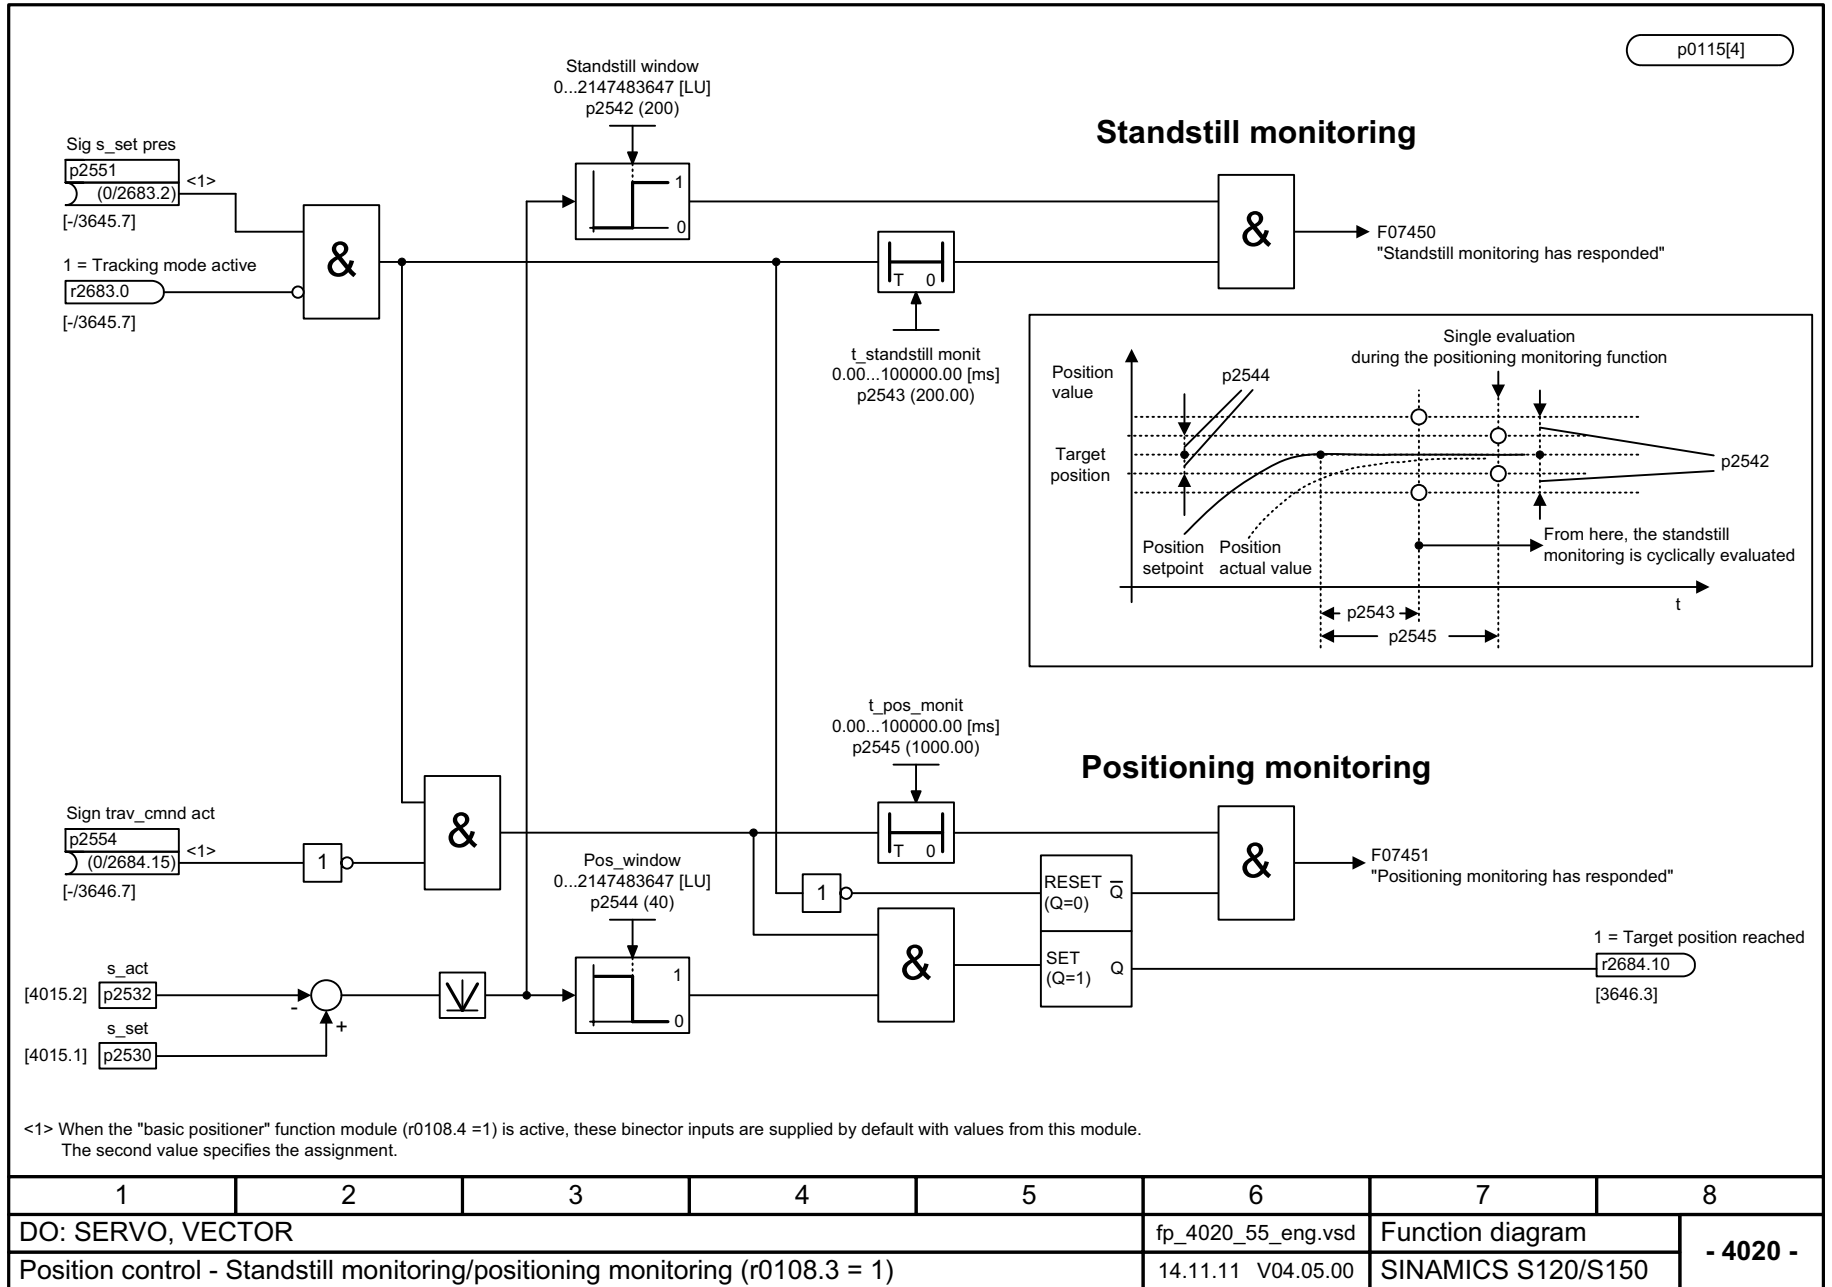 p0115[4]
Standstill window
0...2147483647 [LU]
p2542 (200)
Standstill monitoring
Sig s_set pres
p2551
<1>
(0/2683.2)
[-/3645.7]
1
0
&
&
F07450
"Standstill monitoring has responded"
1 = Tracking mode active
r2683.0
[-/3645.7]
T 0
t_standstill monit
0.00...100000.00 [ms]
p2543 (200.00)
Single evaluation
during the positioning monitoring function
Position
value
p2544
Target
position
p2542
Position
setpoint
Position
actual value
From here, the standstill
monitoring is cyclically evaluated
t
p2543
p2545
t_pos_monit
0.00...100000.00 [ms]
p2545 (1000.00)
Positioning monitoring
Sign trav_cmnd act
p2554
<1>
(0/2684.15)
[-/3646.7]
1
&
T 0
&
F07451
"Positioning monitoring has responded"
Pos_window
0...2147483647 [LU]
p2544 (40)
1
RESET Q
(Q=0)
SET
(Q=1) Q
&
1 = Target position reached
r2684.10
[3646.3]
s_act
[4015.2] p2532
-
+
s_set
[4015.1] p2530
1
0
<1> When the "basic positioner" function module (r0108.4 =1) is active, these binector inputs are supplied by default with values from this module.
The second value specifies the assignment.
1 2 3 4 5 6 7 8
DO: SERVO, VECTOR
fp_4020_55_eng.vsd
Function diagram
- 4020 -
Position control - Standstill monitoring/positioning monitoring (r0108.3 = 1)
14.11.11 V04.05.00
SINAMICS S120/S150